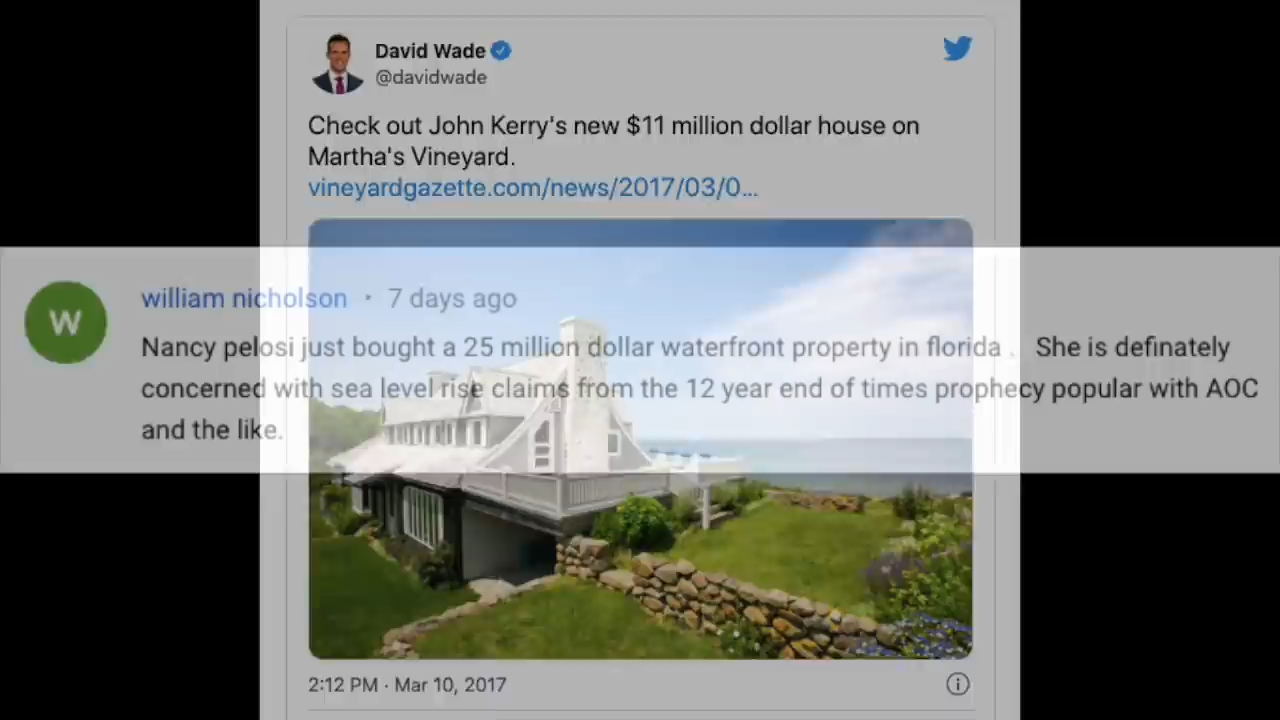 David Wade
@davidwade
Check out John Kerry's new $11 million dollar house on
Martha's Vineyard.
vineyardgazette.com/news/2017/03/0...
W
william nicholson · 7 days ago
Nancy pelosi just bought a 25 million dollar waterfront property in florida . She is definately
concerned with sea level rise claims from the 12 year end of times prophecy popular with AOC
and the like.
2:12 PM · Mar 10, 2017